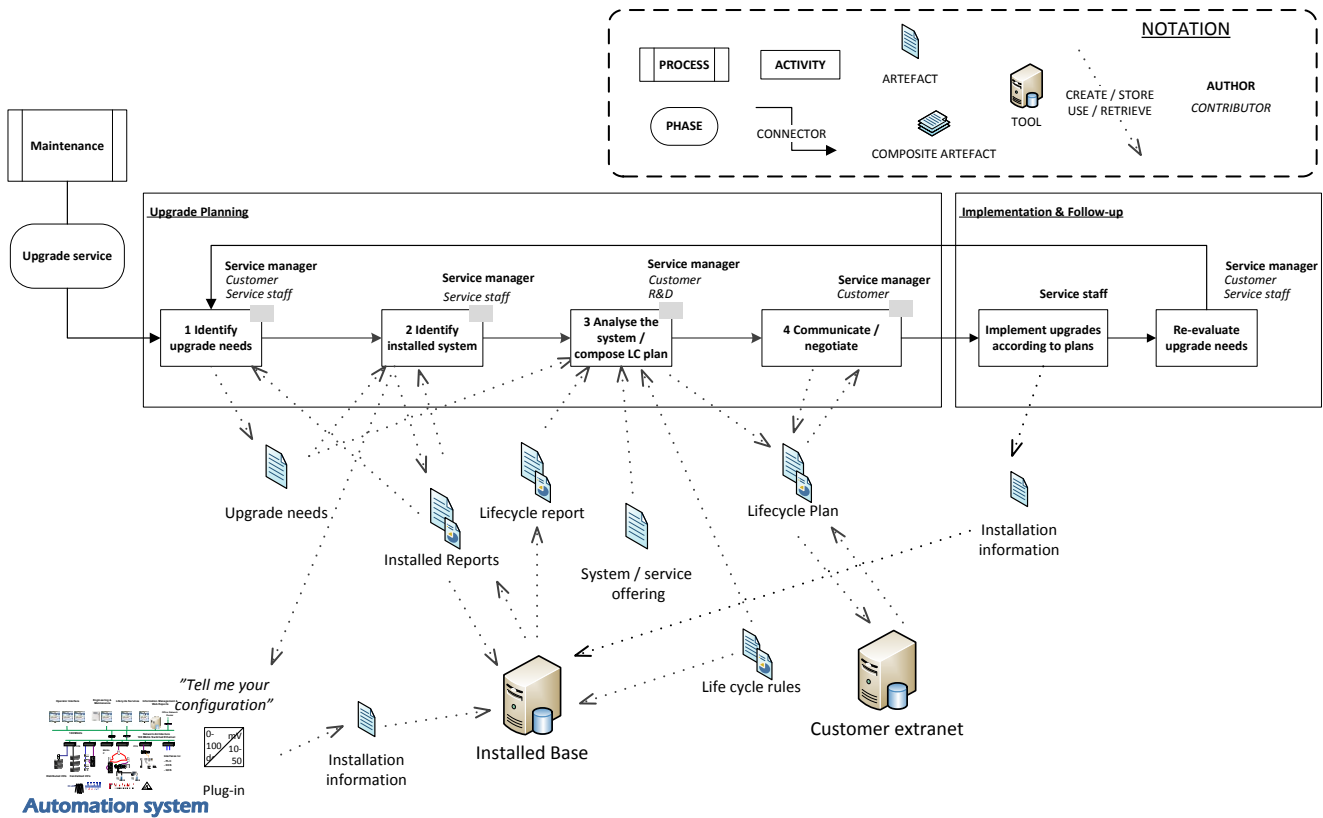 NOTATION
PROCESS
ACTIVITY
ARTEFACT
TOOL
CREATE / STORE
USE / RETRIEVE
AUTHOR
CONTRIBUTOR
PHASE
CONNECTOR
COMPOSITE ARTEFACT
Maintenance
Upgrade service
Upgrade Planning
Implementation & Follow-up
Service manager
Customer
Service staff
Service manager
Service staff
Service manager
Customer
R&D
Service manager
Customer
Service staff
Service manager
Customer
Service staff
1 Identify
upgrade needs
2 Identify
installed system
3 Analyse the
system /
compose LC plan
4 Communicate /
negotiate
Implement upgrades
according to plans
Re-evaluate
upgrade needs
Upgrade needs
Installed Reports
Lifecycle report
System / service
offering
Lifecycle Plan
Installation
information
Life cycle rules
Customer extranet
Installed Base
"Tell me your
configuration"
0-
100
mV
10-
50
Plug-in
Installation
information
Automation system